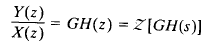 Y(z)/X(z) = GH(z) = 𝒵[GH(s)]